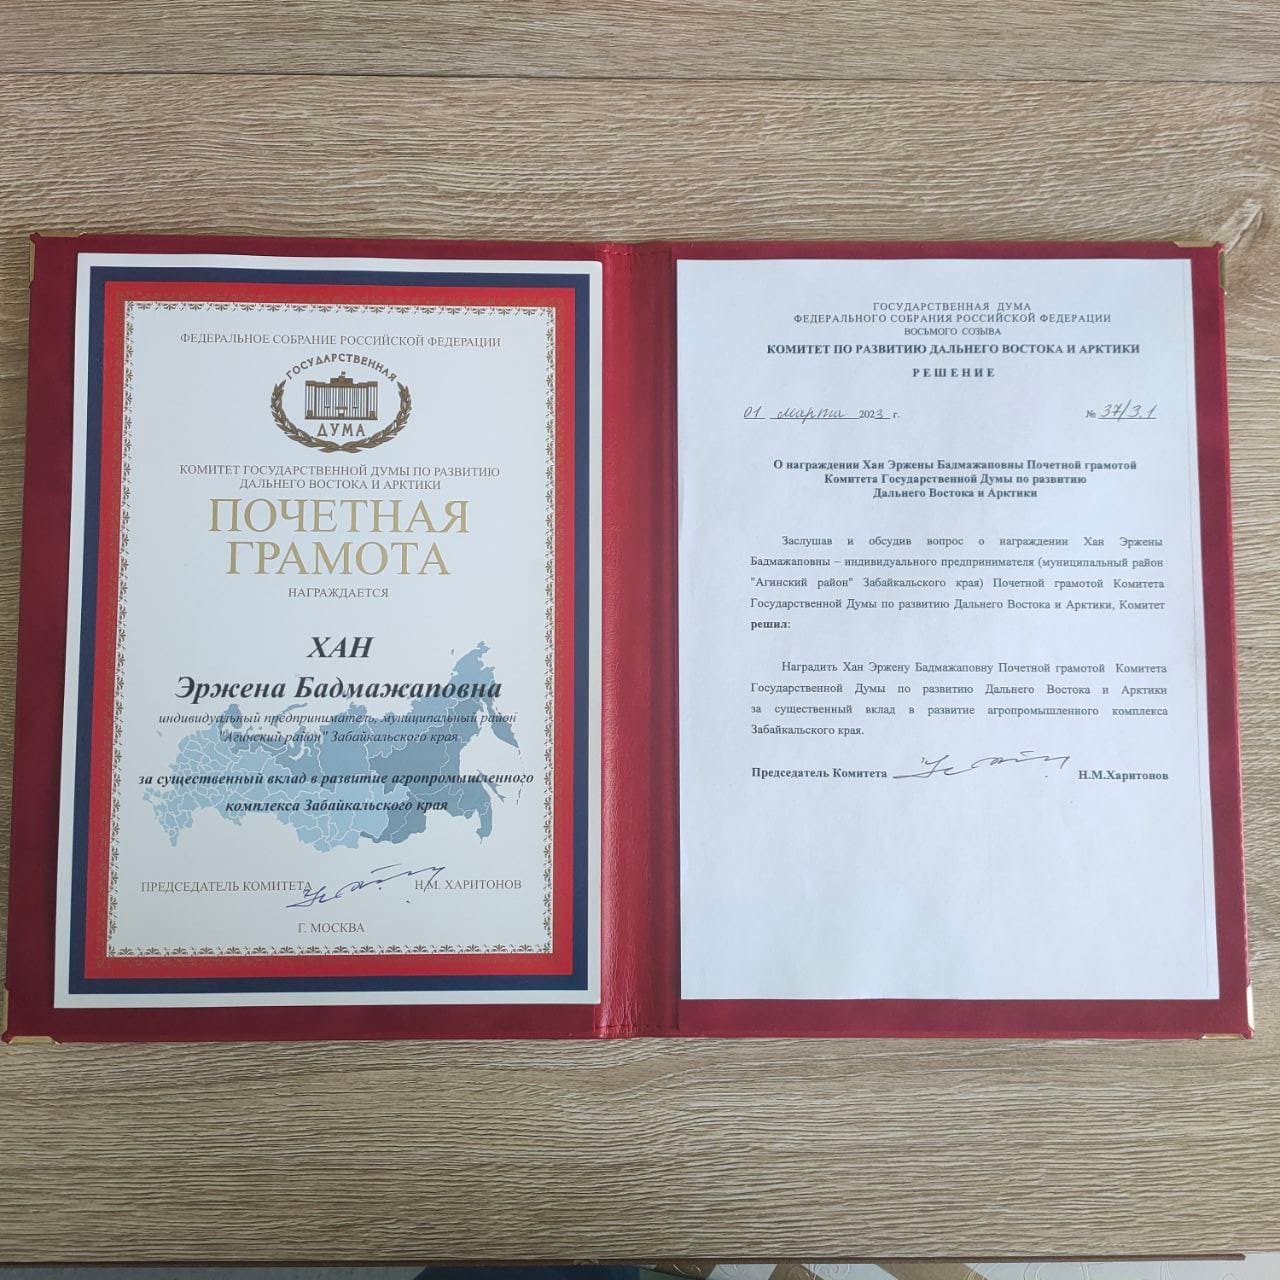 ФЕДЕРАЛЬНОЕ СОБРАНИЕ РОССИЙСКОЙ ФЕДЕРАЦИИ
ГОСУДАРСТВЕННАЯ
ДУМА
КОМИТЕТ ГОСУДАРСТВЕННОЙ ДУМЫ ПО РАЗВИТИЮ
ДАЛЬНЕГО ВОСТОКА И АРКТИКИ
ПОЧЕТНАЯ
ГРАМОТА
НАГРАЖДАЕТСЯ
ХАН
Эржена Бадмажаповна
индивидуальный предприниматель, муниципальный район
"Агинский район" Забайкальского края
за существенный вклад в развитие агропромышленного
комплекса Забайкальского края
ПРЕДСЕДАТЕЛЬ КОМИТЕТА Н.М. ХАРИТОНОВ
Г. МОСКВА
ГОСУДАРСТВЕННАЯ ДУМА
ФЕДЕРАЛЬНОГО СОБРАНИЯ РОССИЙСКОЙ ФЕДЕРАЦИИ
ВОСЬМОГО СОЗЫВА
КОМИТЕТ ПО РАЗВИТИЮ ДАЛЬНЕГО ВОСТОКА И АРКТИКИ
РЕШЕНИЕ
01 марта 2023 г. № 37/3.1
О награждении Хан Эржены Бадмажаповны Почетной грамотой
Комитета Государственной Думы по развитию
Дальнего Востока и Арктики
Заслушав и обсудив вопрос о награждении Хан Эржены
Бадмажаповны – индивидуального предпринимателя (муниципальный район
"Агинский район" Забайкальского края) Почетной грамотой Комитета
Государственной Думы по развитию Дальнего Востока и Арктики, Комитет
решил:
Наградить Хан Эржену Бадмажаповну Почетной грамотой Комитета
Государственной Думы по развитию Дальнего Востока и Арктики
за существенный вклад в развитие агропромышленного комплекса
Забайкальского края.
Председатель Комитета Н.М.Харитонов